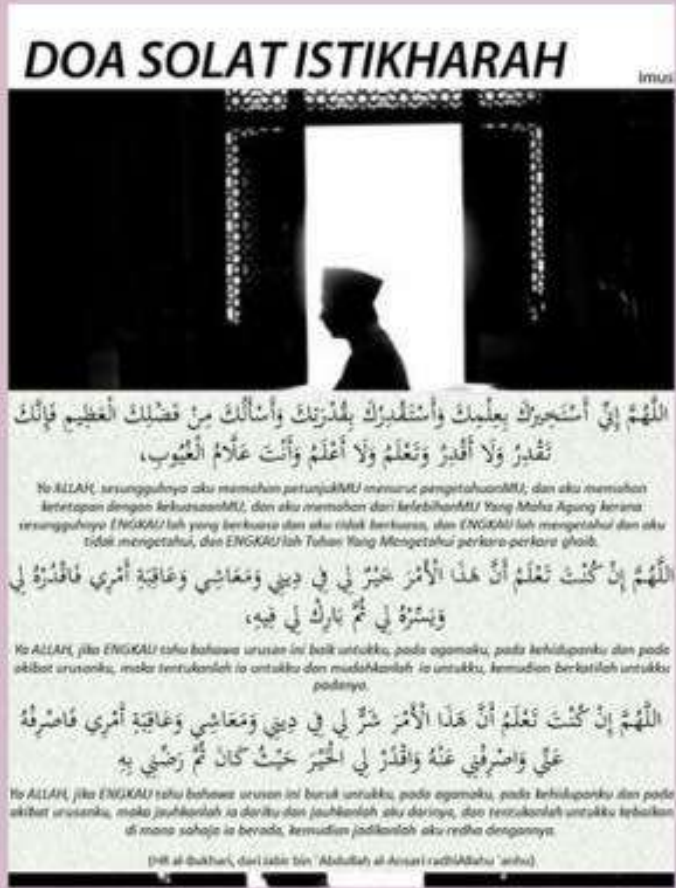 DOA SOLAT ISTIKHARAH
imus
اللَّهُمَّ إِنِّي أَسْتَخِيرُكَ بِعِلْمِكَ وَأَسْتَقْدِرُكَ بِقُدْرَتِكَ وَأَسْأَلُكَ مِنْ فَضْلِكَ الْعَظِيمِ فَإِنَّكَ
تَقْدِرُ وَلَا أَقْدِرُ وَتَعْلَمُ وَلَا أَعْلَمُ وَأَنْتَ عَلَّامُ الْغُيُوبِ،
Ya ALLAH, sesungguhnya aku memohon petunjukMU menurut pengetahuanMU, dan aku memohon
ketetapan dengan kekuasaanMU, dan aku memohon dari kelebihanMU Yang Maha Agung kerana
sesungguhnya ENGKAU lah yang berkuasa dan aku tidak berkuasa, dan ENGKAU lah mengetahui dan aku
tidak mengetahui, dan ENGKAU lah Tuhan Yang Mengetahui perkara-perkara ghaib.
اللَّهُمَّ إِنْ كُنْتَ تَعْلَمُ أَنَّ هَذَا الْأَمْرَ خَيْرٌ لِي فِي دِينِي وَمَعَاشِي وَعَاقِبَةِ أَمْرِي فَاقْدُرْهُ لِي
وَيَسِّرْهُ لِي ثُمَّ بَارِكْ لِي فِيهِ،
Ya ALLAH, jika ENGKAU tahu bahawa urusan ini baik untukku, pada agamaku, pada kehidupanku dan pada
akibat urusanku, maka tentukanlah ia untukku dan mudahkanlah ia untukku, kemudian berkatilah untukku
padanya.
اللَّهُمَّ إِنْ كُنْتَ تَعْلَمُ أَنَّ هَذَا الْأَمْرَ شَرٌّ لِي فِي دِينِي وَمَعَاشِي وَعَاقِبَةِ أَمْرِي فَاصْرِفْهُ
عَنِّي وَاصْرِفْنِي عَنْهُ وَاقْدُرْ لِي الْخَيْرَ حَيْثُ كَانَ ثُمَّ رَضِّنِي بِهِ
Ya ALLAH, jika ENGKAU tahu bahawa urusan ini buruk untukku, pada agamaku, pada kehidupanku dan pada
akibat urusanku, maka jauhkanlah ia dariku dan jauhkanlah aku darinya, dan tentukanlah untukku kebaikan
di mana sahaja ia berada, kemudian jadikanlah aku redha dengannya.
(HR al-Bukhari, dari Jabir bin `Abdullah al-Ansari radhiAllahu `anhu)